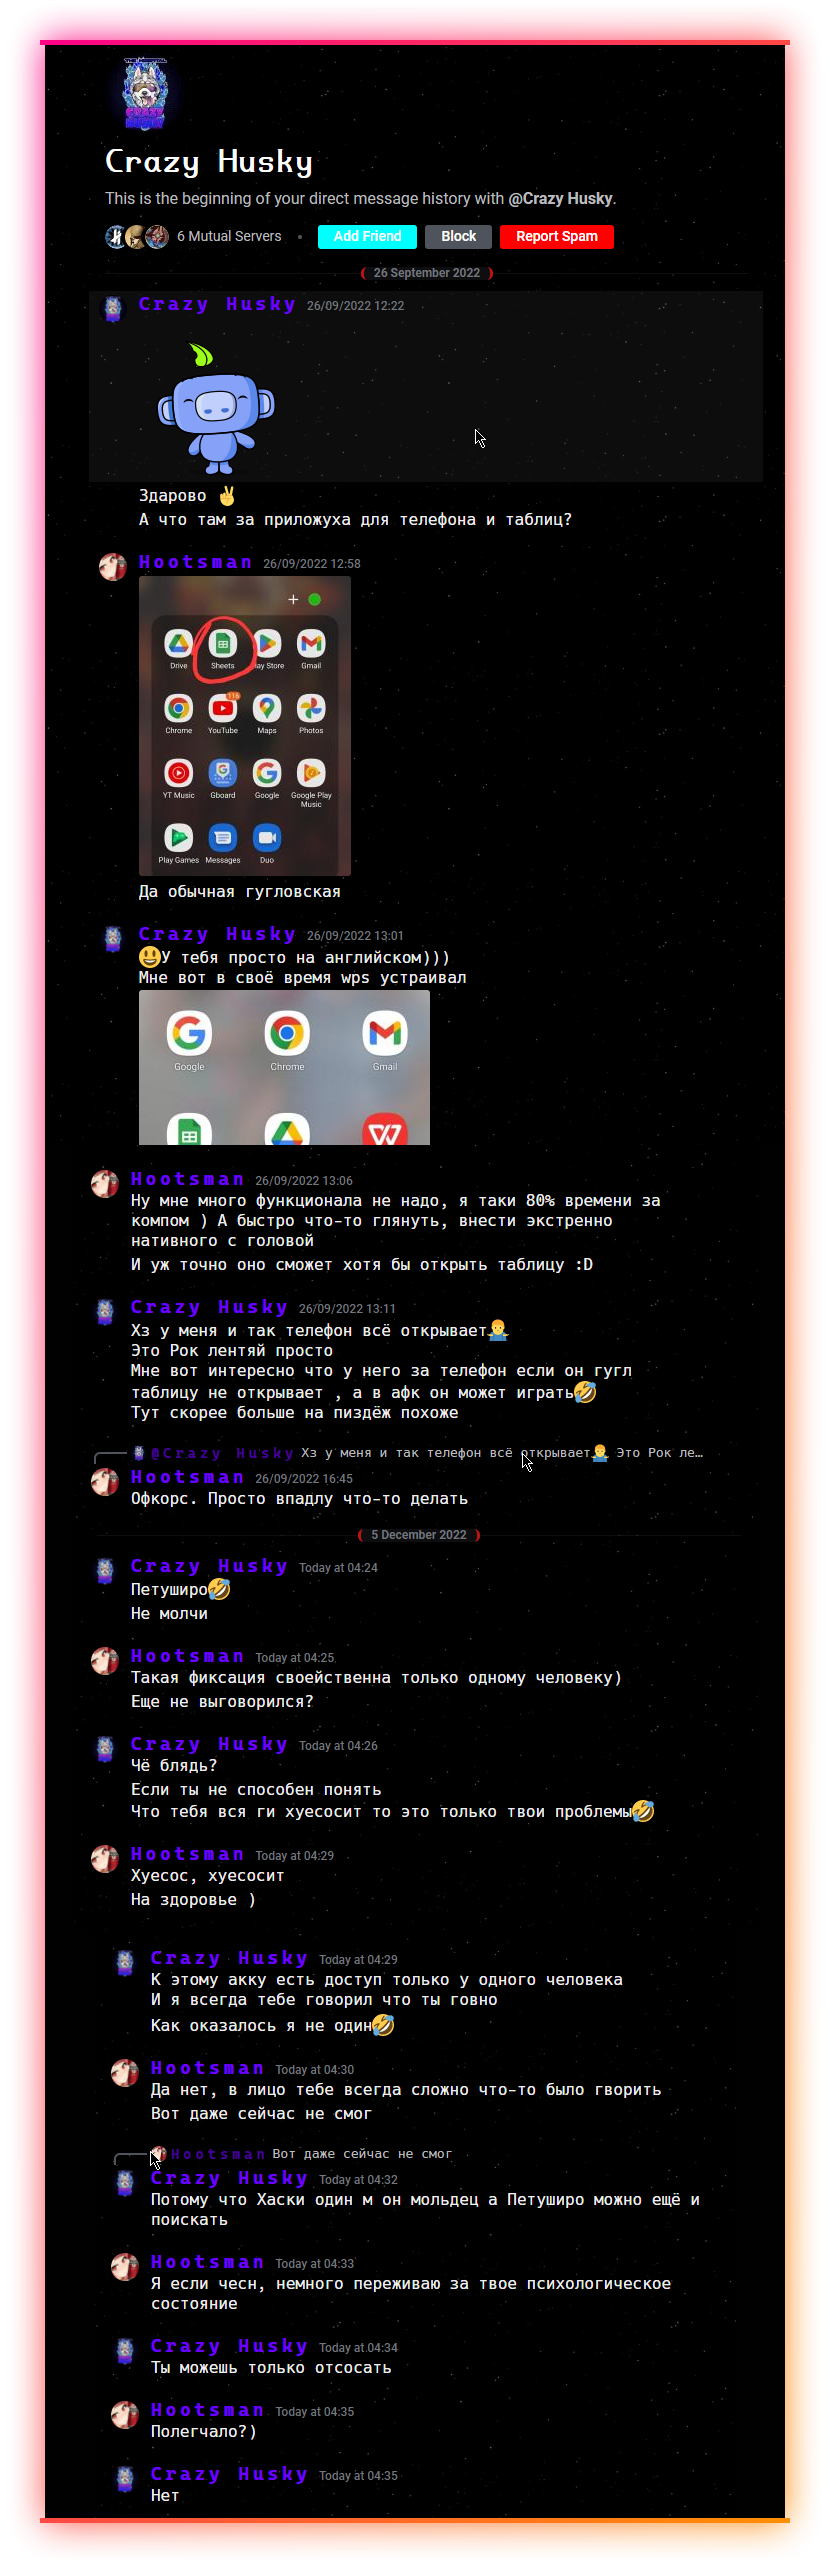 CRAZY
HUSKY
Crazy Husky
This is the beginning of your direct message history with @Crazy Husky.
6 Mutual Servers • Add Friend Block Report Spam
26 September 2022
Crazy Husky 26/09/2022 12:22
Здарово ✌
А что там за приложуха для телефона и таблиц?
Hootsman 26/09/2022 12:58
Drive Sheets Play Store Gmail
116
Chrome YouTube Maps Photos
YT Music Gboard Google Google Play
Music
Play Games Messages Duo
Да обычная гугловская
Crazy Husky 26/09/2022 13:01
😃У тебя просто на английском)))
Мне вот в своё время wps устраивал
Google Chrome Gmail
Hootsman 26/09/2022 13:06
Ну мне много функционала не надо, я таки 80% времени за
компом ) А быстро что-то глянуть, внести экстренно
нативного с головой
И уж точно оно сможет хотя бы открыть таблицу :D
Crazy Husky 26/09/2022 13:11
Хз у меня и так телефон всё открывает🤷‍♂️
Это Рок лентяй просто
Мне вот интересно что у него за телефон если он гугл
таблицу не открывает , а в афк он может играть🤣
Тут скорее больше на пиздёж похоже
@Crazy Husky Хз у меня и так телефон всё открывает🤷‍♂️ Это Рок ле…
Hootsman 26/09/2022 16:45
Офкорс. Просто впадлу что-то делать
5 December 2022
Crazy Husky Today at 04:24
Петуширо🤣
Не молчи
Hootsman Today at 04:25
Такая фиксация своейственна только одному человеку)
Еще не выговорился?
Crazy Husky Today at 04:26
Чё блядь?
Если ты не способен понять
Что тебя вся ги хуесосит то это только твои проблемы🤣
Hootsman Today at 04:29
Хуесос, хуесосит
На здоровье )
Crazy Husky Today at 04:29
К этому акку есть доступ только у одного человека
И я всегда тебе говорил что ты говно
Как оказалось я не один🤣
Hootsman Today at 04:30
Да нет, в лицо тебе всегда сложно что-то было гворить
Вот даже сейчас не смог
Hootsman Вот даже сейчас не смог
Crazy Husky Today at 04:32
Потому что Хаски один м он мольдец а Петуширо можно ещё и
поискать
Hootsman Today at 04:33
Я если чесн, немного переживаю за твое психологическое
состояние
Crazy Husky Today at 04:34
Ты можешь только отсосать
Hootsman Today at 04:35
Полегчало?)
Crazy Husky Today at 04:35
Нет